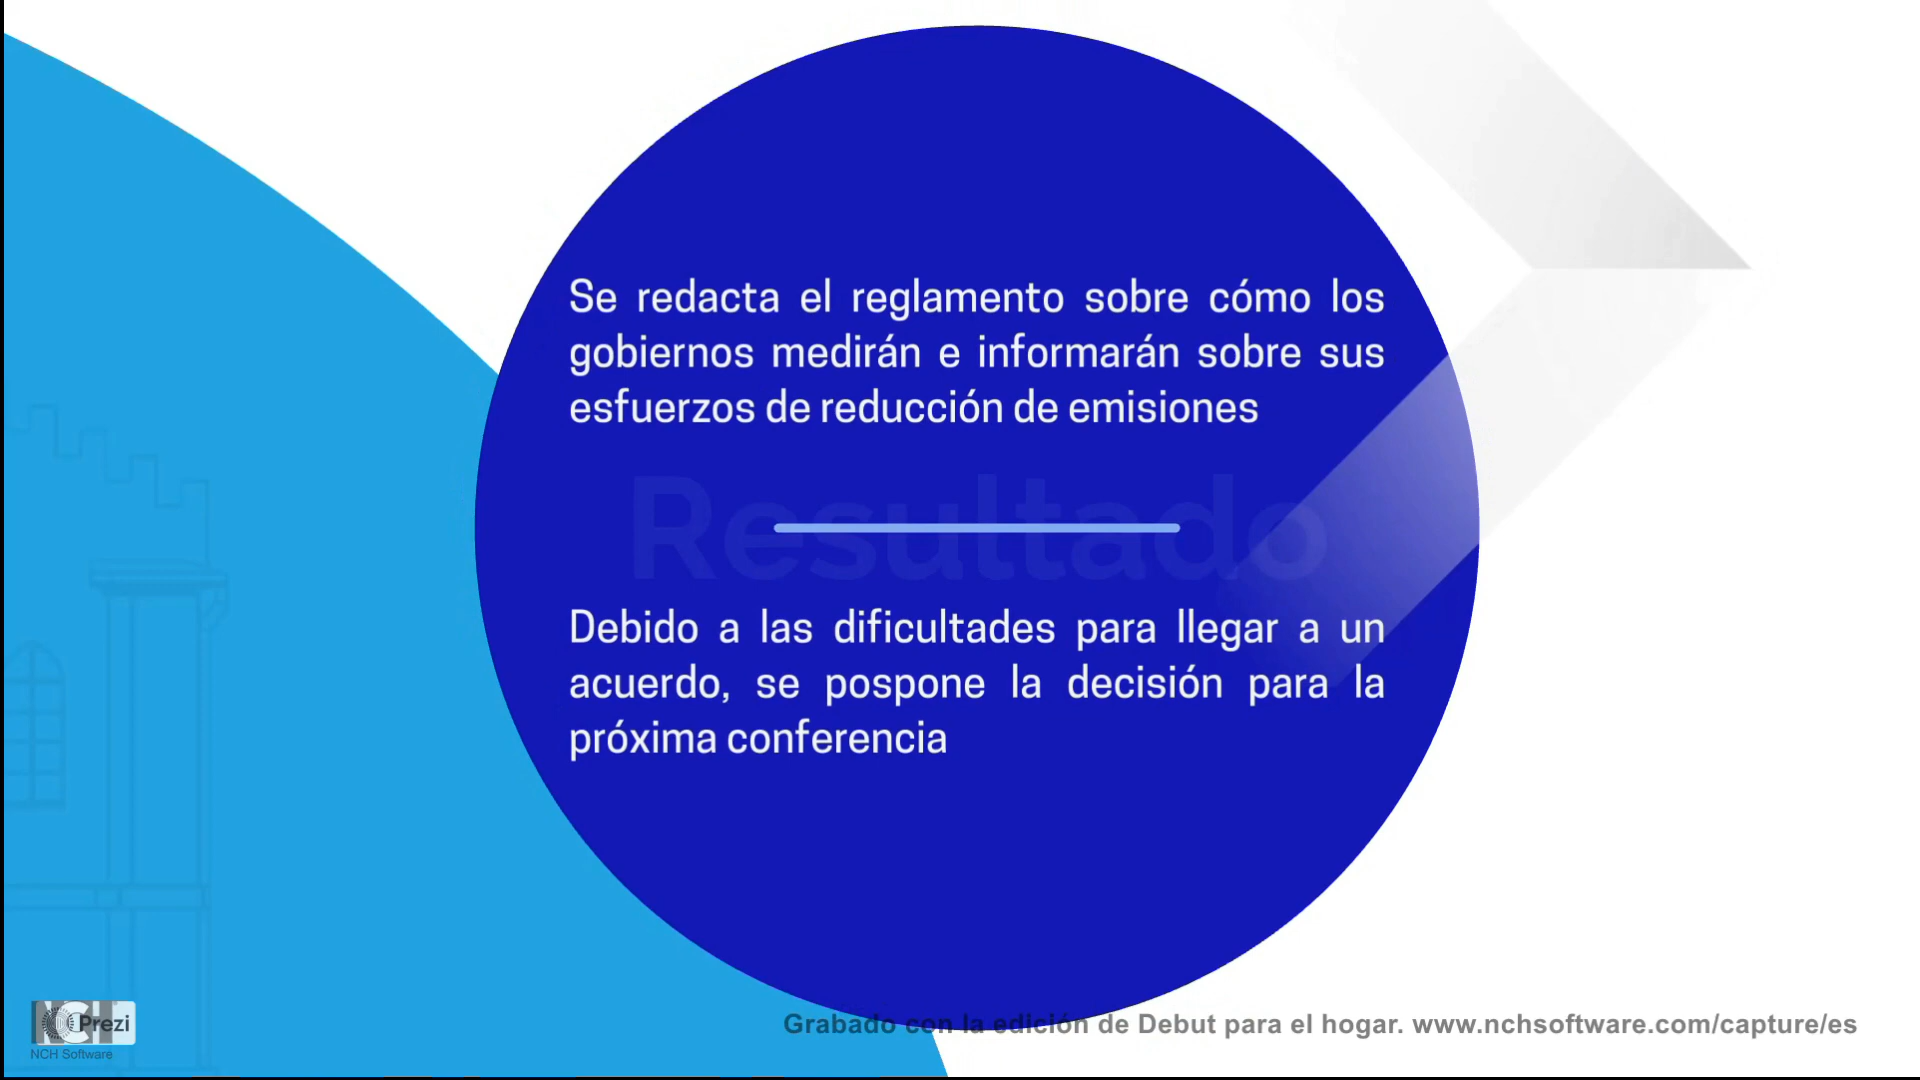 Se redacta el reglamento sobre cómo los
gobiernos medirán e informarán sobre sus
esfuerzos de reducción de emisiones
Resultado
Debido a las dificultades para llegar a un
acuerdo, se pospone la decisión para la
próxima conferencia
NCH
Prezi
NCH Software
Grabado con la edición de Debut para el hogar. www.nchsoftware.com/capture/es